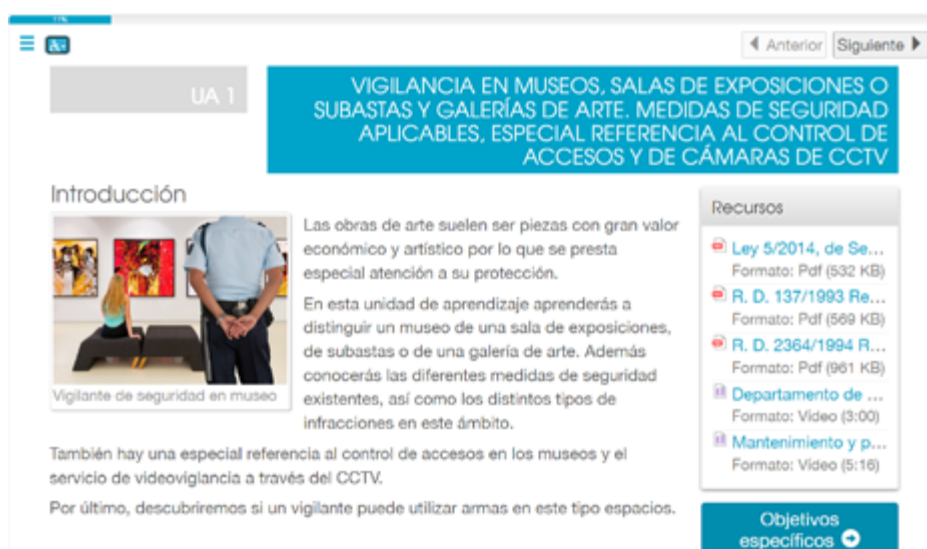 11%
Anterior
Siguiente
UA 1
VIGILANCIA EN MUSEOS, SALAS DE EXPOSICIONES O
SUBASTAS Y GALERÍAS DE ARTE. MEDIDAS DE SEGURIDAD
APLICABLES, ESPECIAL REFERENCIA AL CONTROL DE
ACCESOS Y DE CÁMARAS DE CCTV
Introducción
Las obras de arte suelen ser piezas con gran valor
económico y artístico por lo que se presta
especial atención a su protección.
En esta unidad de aprendizaje aprenderás a
distinguir un museo de una sala de exposiciones,
de subastas o de una galería de arte. Además
conocerás las diferentes medidas de seguridad
existentes, así como los distintos tipos de
infracciones en este ámbito.
Vigilante de seguridad en museo
También hay una especial referencia al control de accesos en los museos y el
servicio de videovigilancia a través del CCTV.
Por último, descubriremos si un vigilante puede utilizar armas en este tipo espacios.
Recursos
Ley 5/2014, de Se...
Formato: Pdf (532 KB)
R. D. 137/1993 Re...
Formato: Pdf (569 KB)
R. D. 2364/1994 R...
Formato: Pdf (961 KB)
Departamento de ...
Formato: Video (3:00)
Mantenimiento y p...
Formato: Video (5:16)
Objetivos
específicos